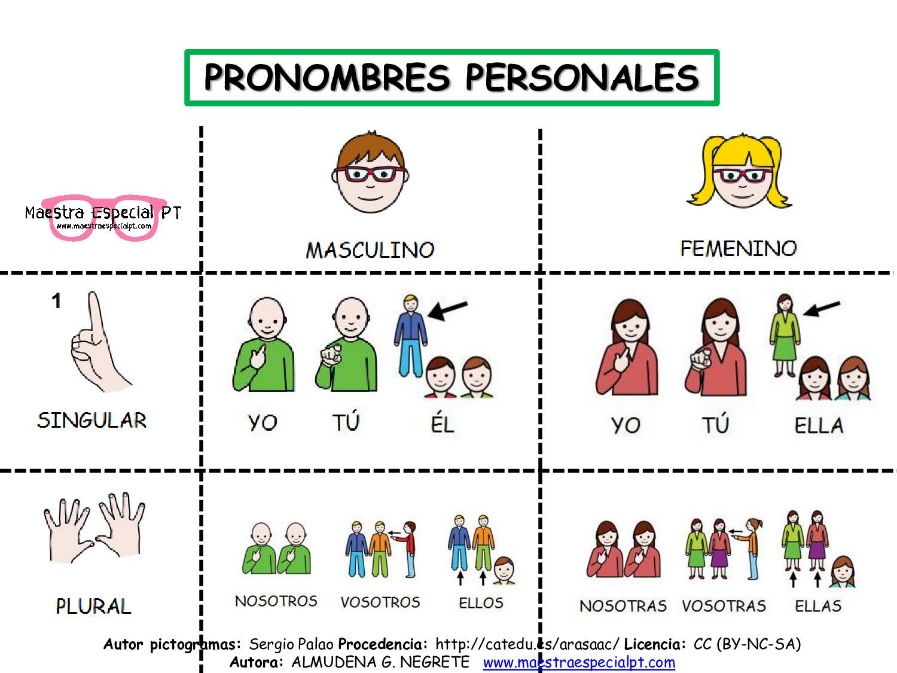 PRONOMBRES PERSONALES
Maestra Especial PT
www.maestraespecialpt.com
MASCULINO
FEMENINO
1
SINGULAR
YO TÚ ÉL
YO TÚ ELLA
PLURAL
NOSOTROS VOSOTROS ELLOS
NOSOTRAS VOSOTRAS ELLAS
Autor pictogramas: Sergio Palao Procedencia: http://catedu.es/arasaac/ Licencia: CC (BY-NC-SA)
Autora: ALMUDENA G. NEGRETE www.maestraespecialpt.com